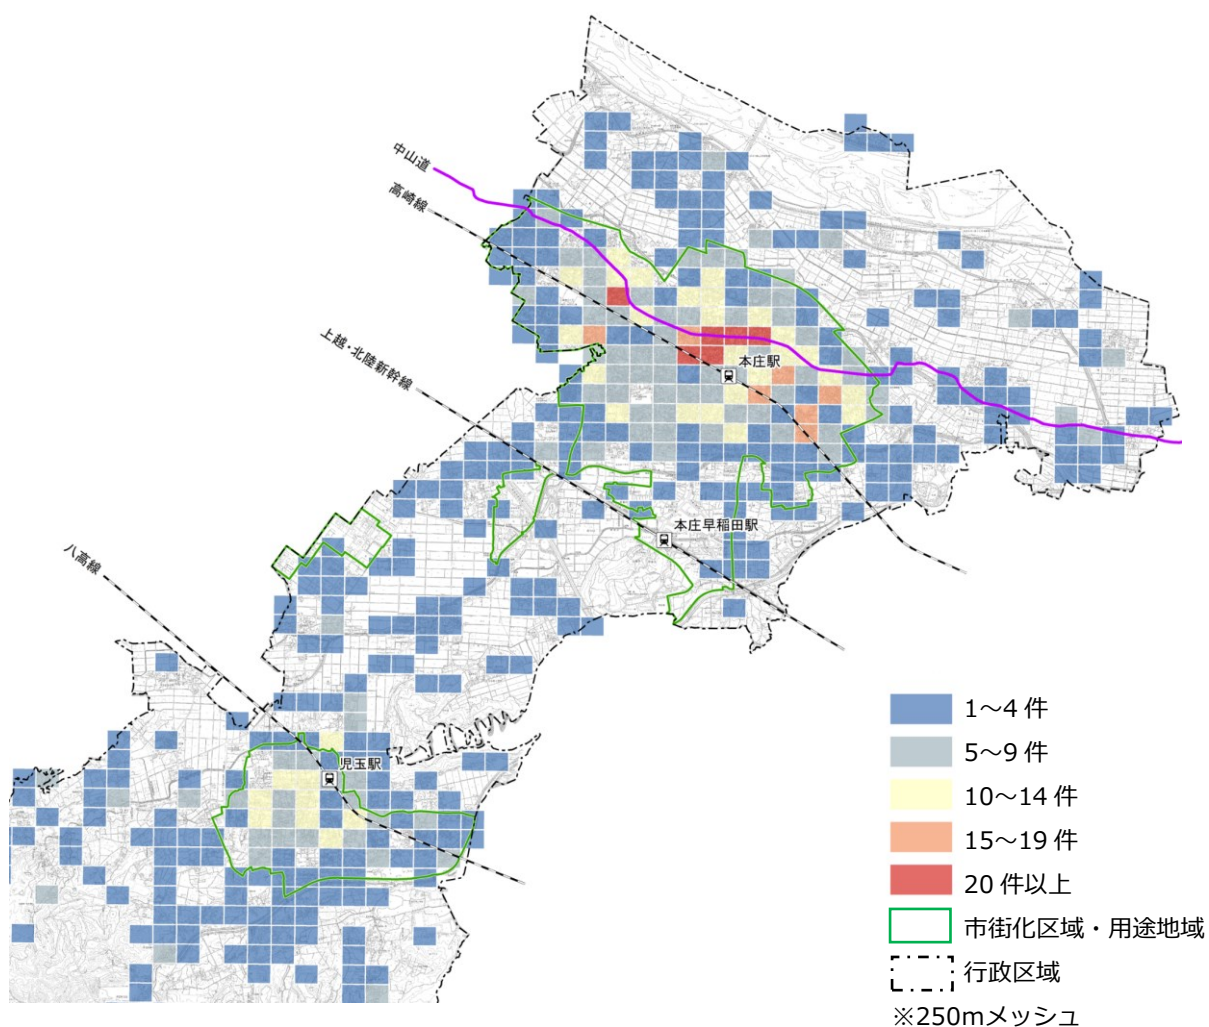 中山道
高崎線
上越・北陸新幹線
本庄駅
本庄早稲田駅
八高線
児玉駅
1～4 件
5～9 件
10～14 件
15～19 件
20 件以上
市街化区域・用途地域
行政区域
※250mメッシュ